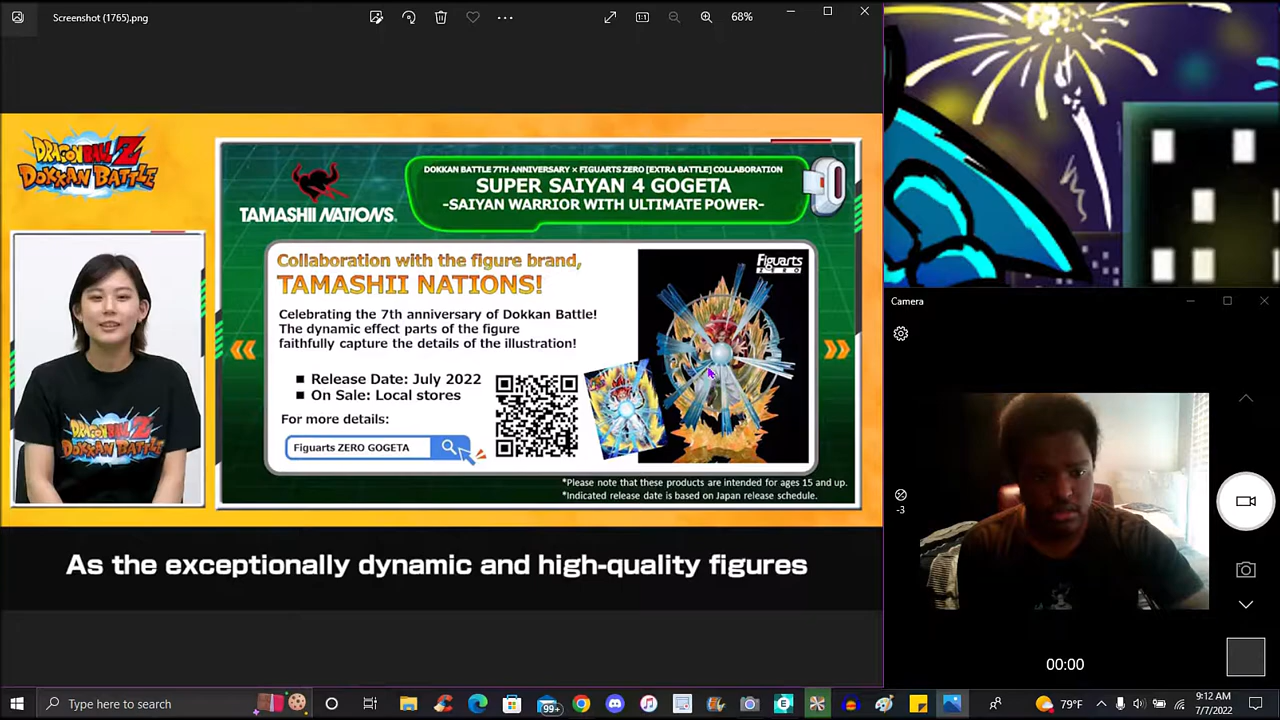 Screenshot (1765).png
68%
DRAGON BALL Z
DOKKAN BATTLE
TAMASHII NATIONS.
DOKKAN BATTLE 7TH ANNIVERSARY × FIGUARTS ZERO [EXTRA BATTLE] COLLABORATION
SUPER SAIYAN 4 GOGETA
-SAIYAN WARRIOR WITH ULTIMATE POWER-
Collaboration with the figure brand,
TAMASHII NATIONS!
Celebrating the 7th anniversary of Dokkan Battle!
The dynamic effect parts of the figure
faithfully capture the details of the illustration!
■ Release Date: July 2022
■ On Sale: Local stores
For more details:
Figuarts ZERO GOGETA
Figuarts
ZERO
*Please note that these products are intended for ages 15 and up.
*Indicated release date is based on Japan release schedule.
DRAGON BALL Z
DOKKAN BATTLE
As the exceptionally dynamic and high-quality figures
Camera
-3
00:00
Type here to search
99+
79°F
9:12 AM
7/7/2022